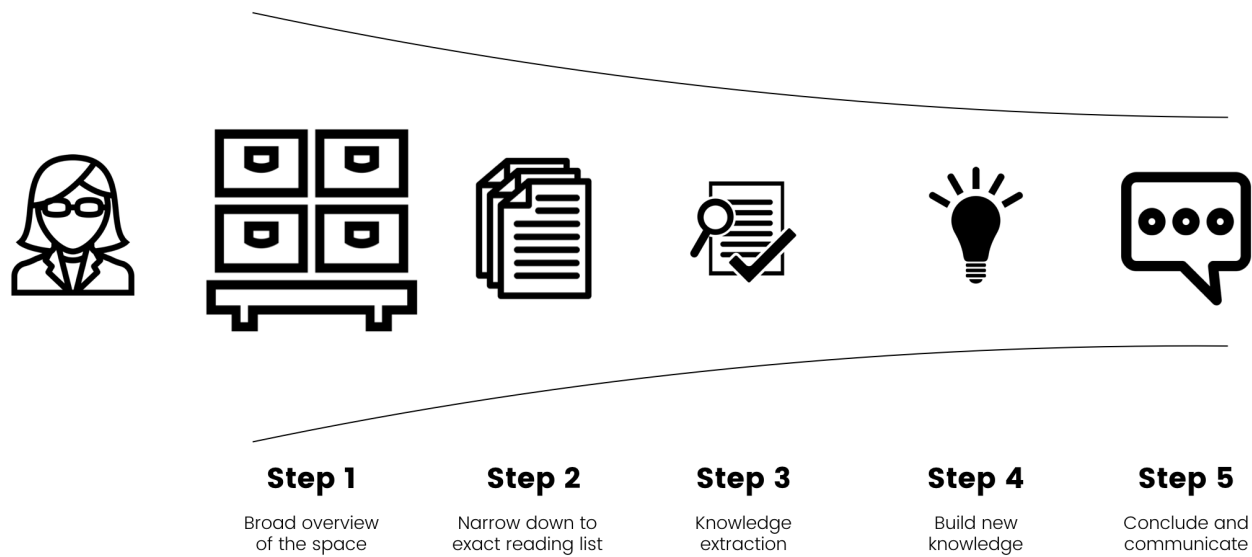 Step 1
Broad overview
of the space
Step 2
Narrow down to
exact reading list
Step 3
Knowledge
extraction
Step 4
Build new
knowledge
Step 5
Conclude and
communicate